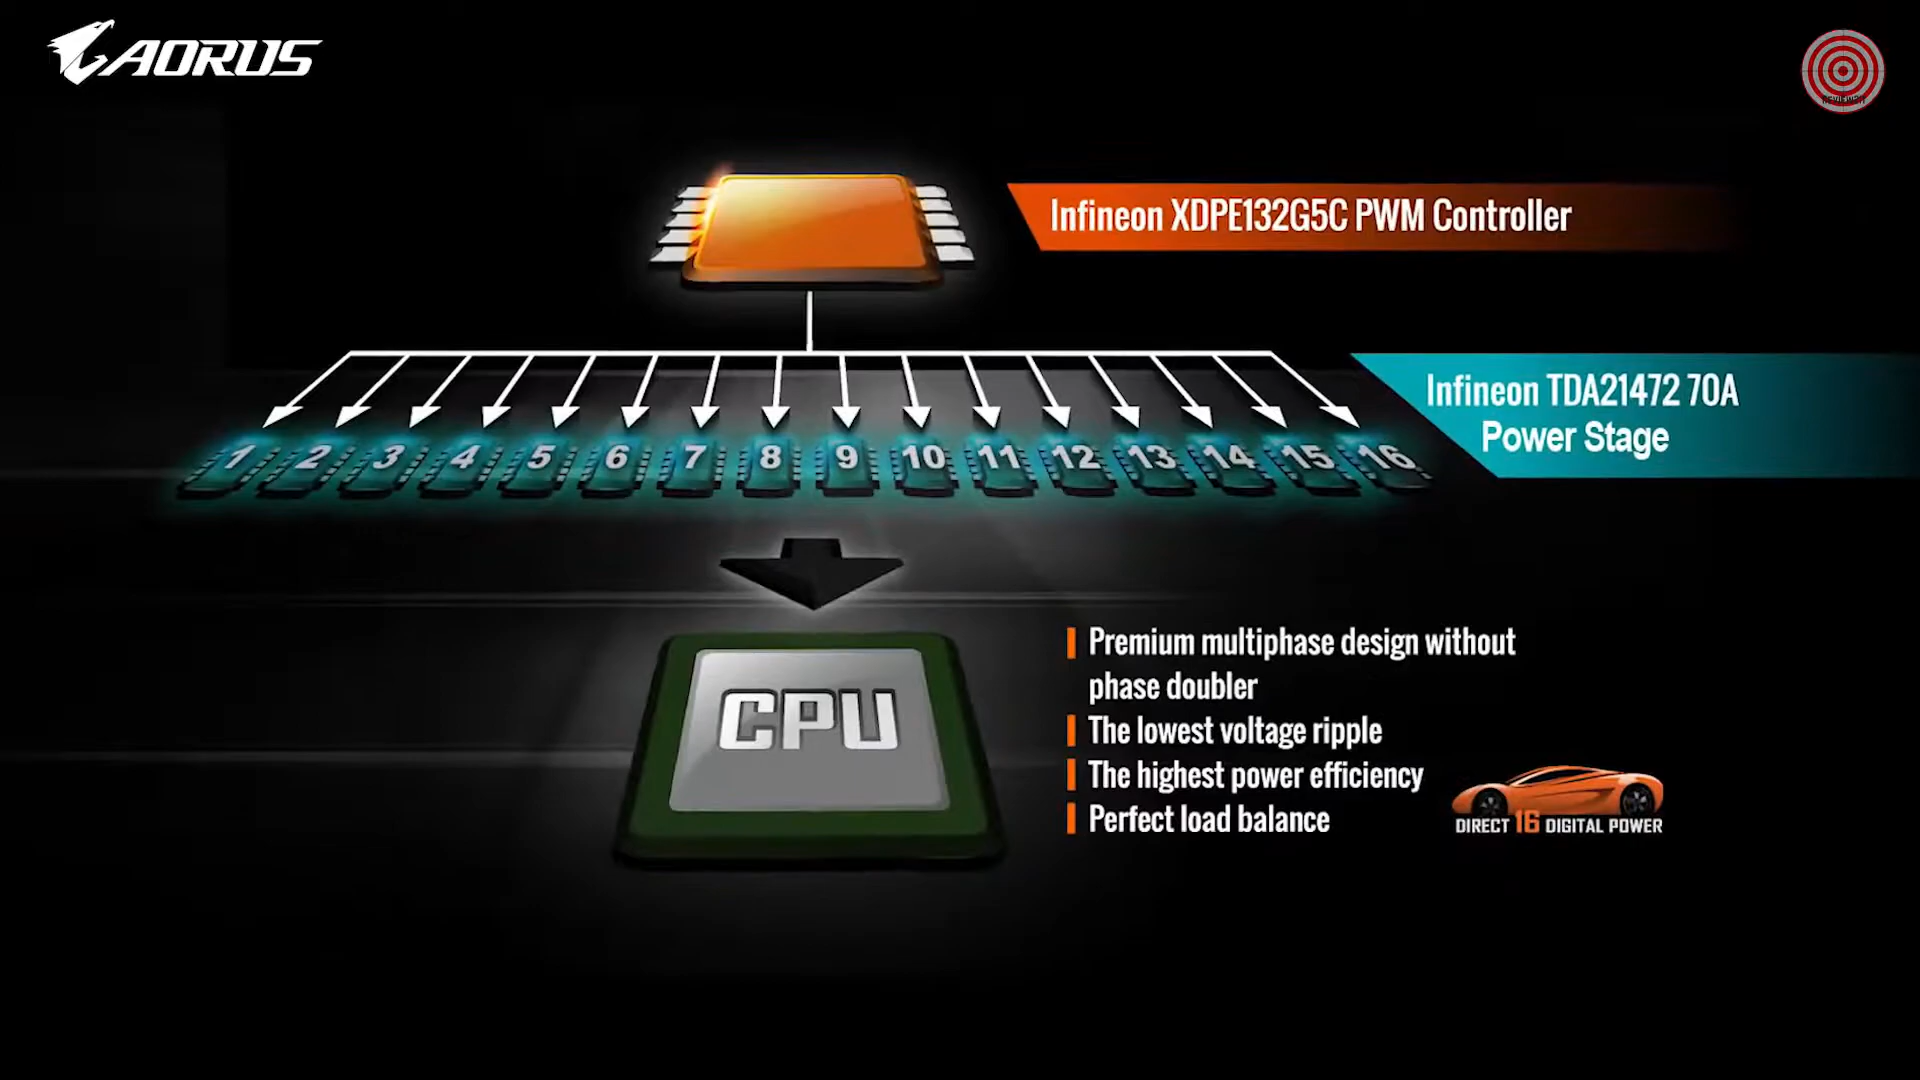 AORUS
Infineon XDPE132G5C PWM Controller
Infineon TDA21472 70A
Power Stage
1 2 3 4 5 6 7 8 9 10 11 12 13 14 15 16
CPU
Premium multiphase design without
phase doubler
The lowest voltage ripple
The highest power efficiency
Perfect load balance
DIRECT 16 DIGITAL POWER